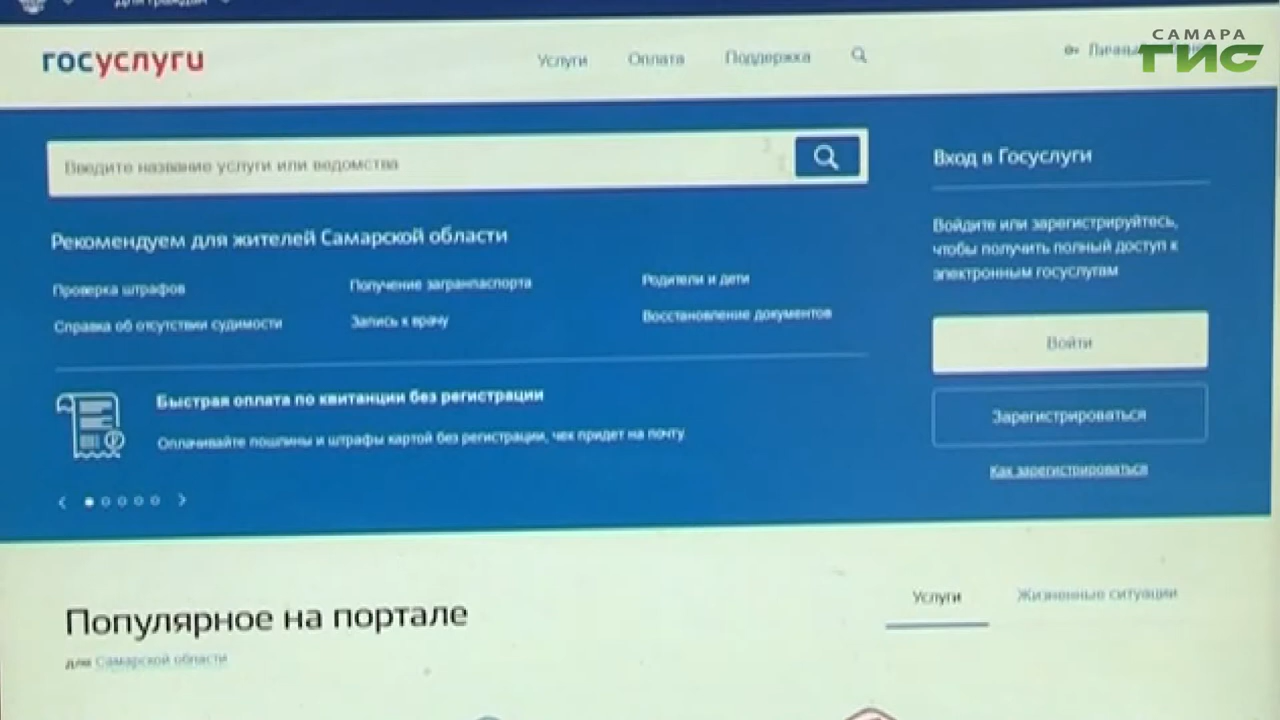 Для граждан
САМАРА
ГИС
госуслуги
Услуги
Оплата
Поддержка
Введите название услуги или ведомства
Рекомендуем для жителей Самарской области
Проверка штрафов
Получение загранпаспорта
Родители и дети
Справка об отсутствии судимости
Запись к врачу
Восстановление документов
Быстрая оплата по квитанции без регистрации
Оплачивайте пошлины и штрафы картой без регистрации, чек придет на почту
Вход в Госуслуги
Войдите или зарегистрируйтесь,
чтобы получить полный доступ к
электронным госуслугам
Войти
Зарегистрироваться
Как зарегистрироваться
Популярное на портале
для Самарской области
Услуги
Жизненные ситуации